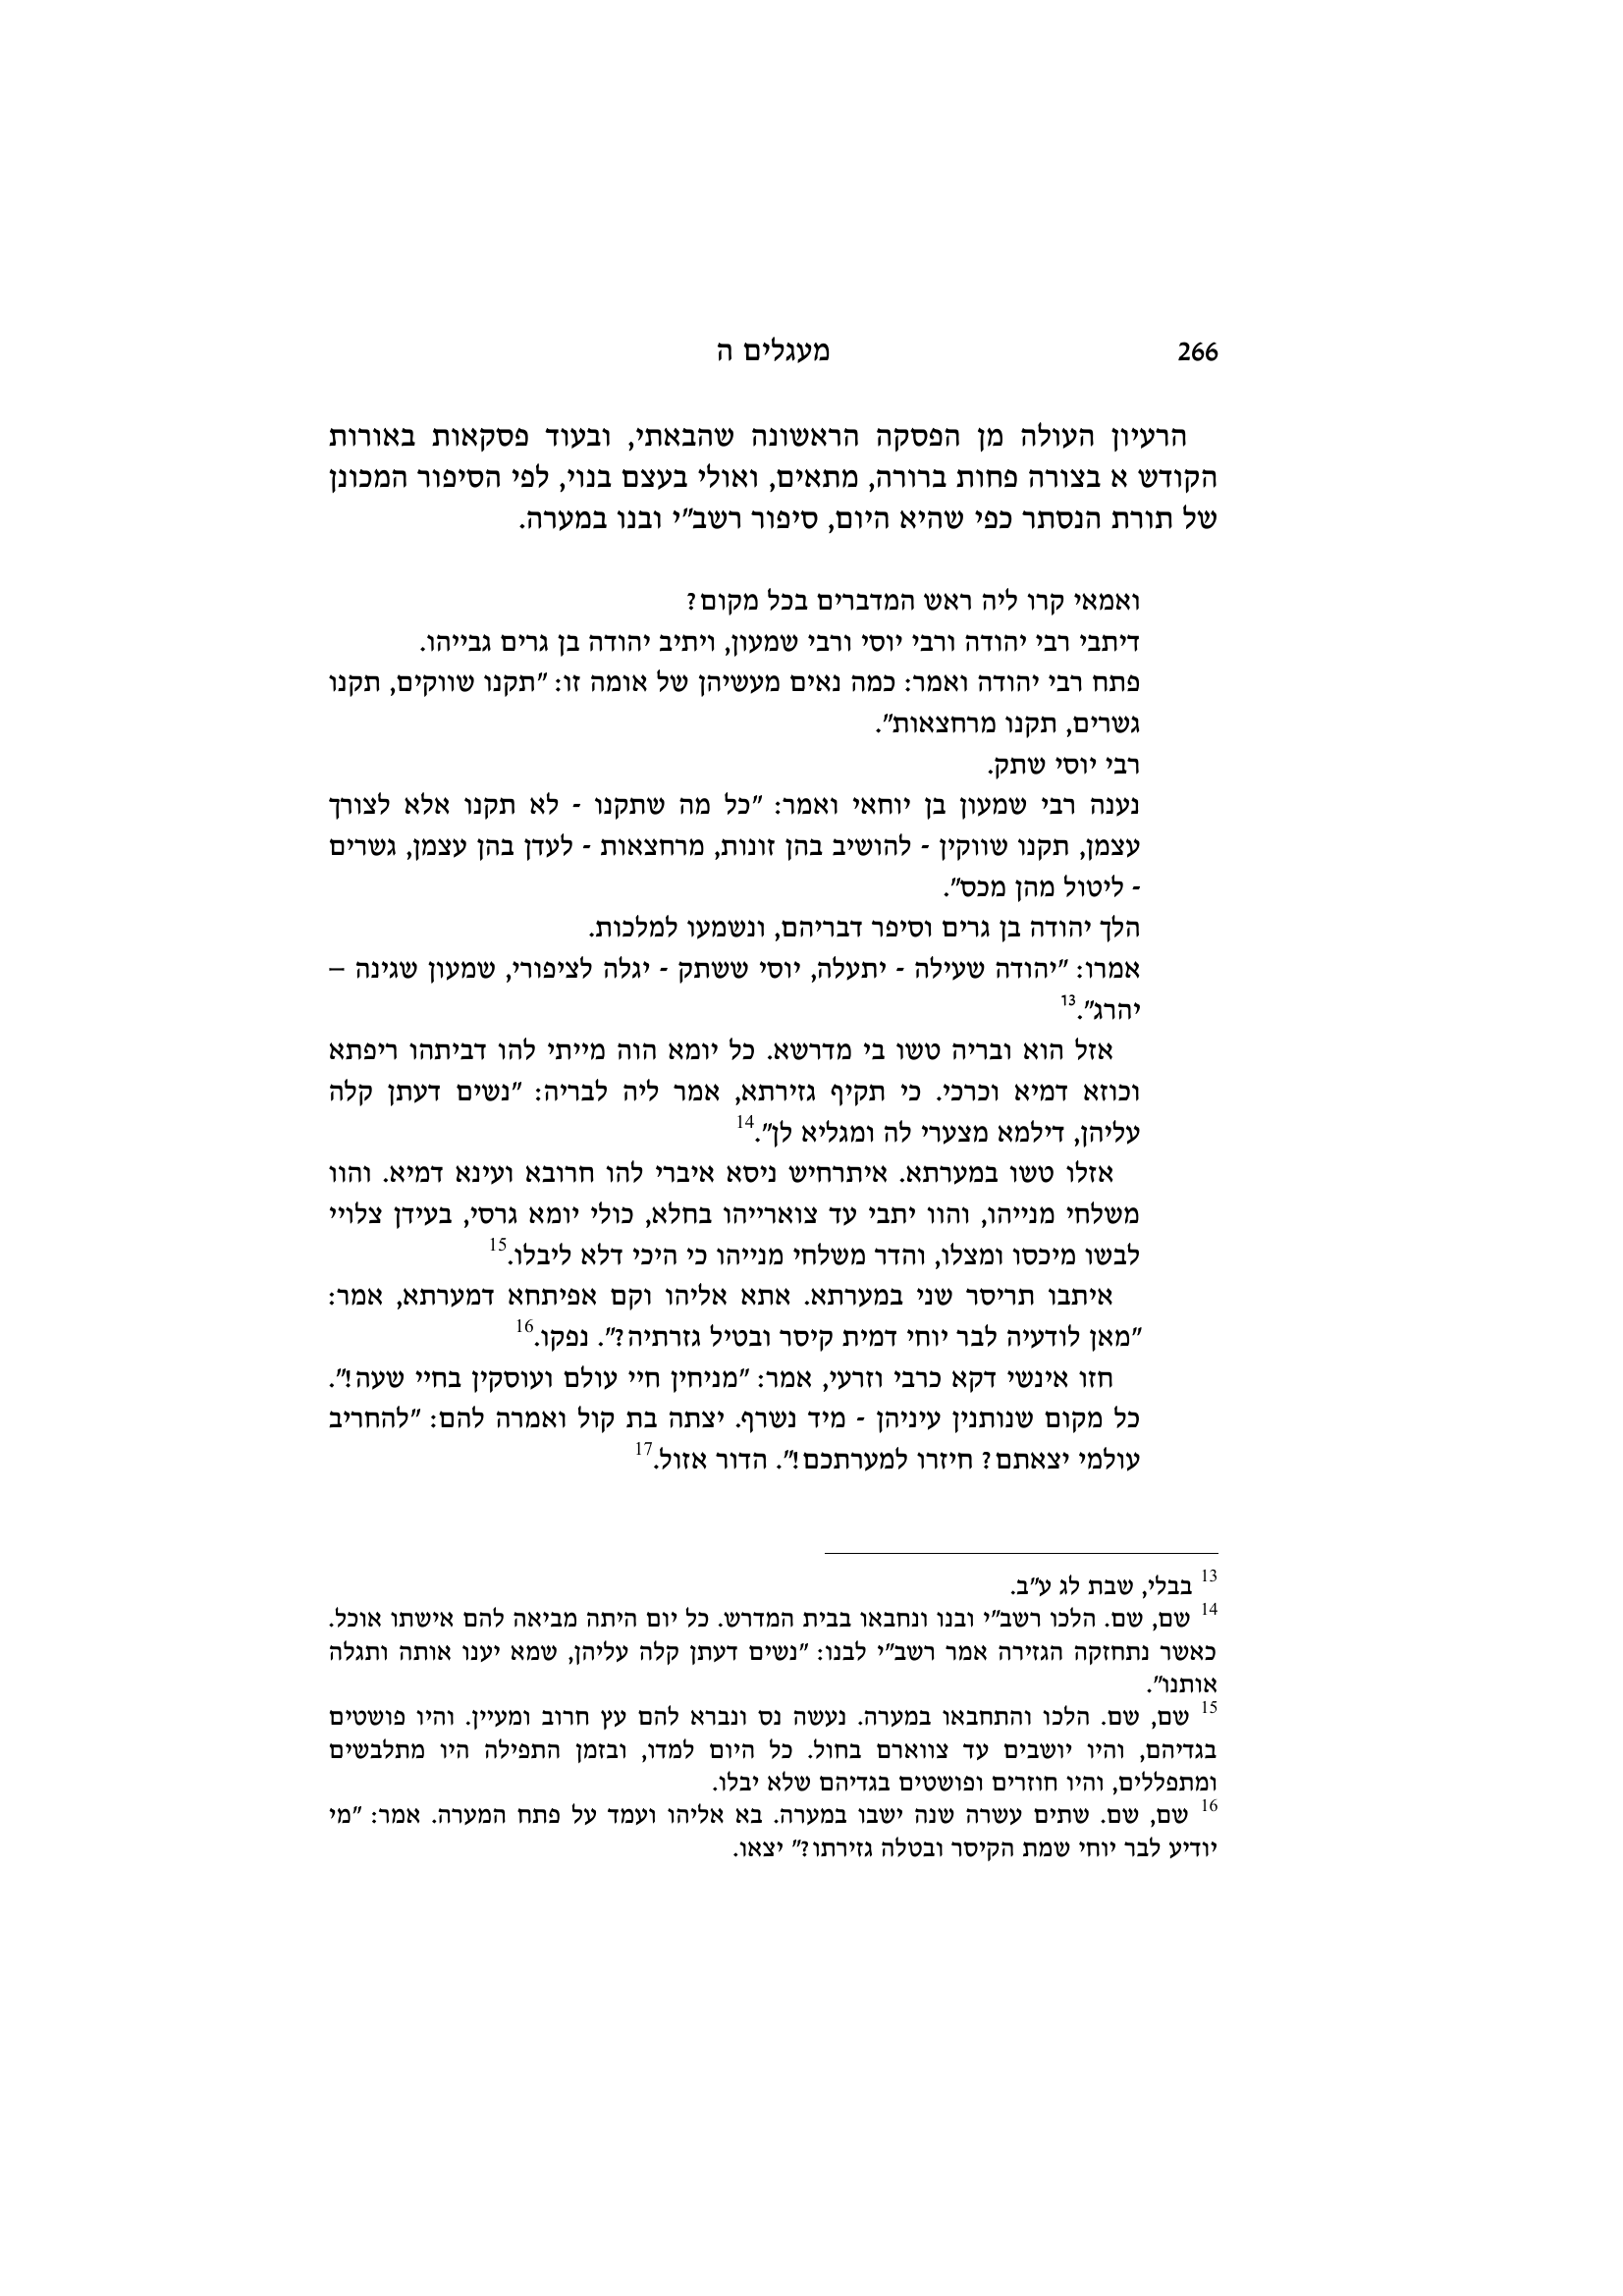 266 מעגלים ה
הרעיון העולה מן הפסקה הראשונה שהבאתי, ובעוד פסקאות באורות
הקודש א בצורה פחות ברורה, מתאים, ואולי בעצם בנוי, לפי הסיפור המכונן
של תורת הנסתר כפי שהיא היום, סיפור רשב"י ובנו במערה.
ואמאי קרו ליה ראש המדברים בכל מקום?
דיתבי רבי יהודה ורבי יוסי ורבי שמעון, ויתיב יהודה בן גרים גבייהו.
פתח רבי יהודה ואמר: כמה נאים מעשיהן של אומה זו: "תקנו שווקים, תקנו
גשרים, תקנו מרחצאות".
רבי יוסי שתק.
נענה רבי שמעון בן יוחאי ואמר: "כל מה שתקנו - לא תקנו אלא לצורך
עצמן, תקנו שווקין - להושיב בהן זונות, מרחצאות - לעדן בהן עצמן, גשרים
- ליטול מהן מכס".
הלך יהודה בן גרים וסיפר דבריהם, ונשמעו למלכות.
אמרו: "יהודה שעילה - יתעלה, יוסי ששתק - יגלה לציפורי, שמעון שגינה –
יהרג".13
אזל הוא ובריה טשו בי מדרשא. כל יומא הוה מייתי להו דביתהו ריפתא
וכוזא דמיא וכרכי. כי תקיף גזירתא, אמר ליה לבריה: "נשים דעתן קלה
עליהן, דילמא מצערי לה ומגליא לן".14
אזלו טשו במערתא. איתרחיש ניסא איברי להו חרובא ועינא דמיא. והוו
משלחי מנייהו, והוו יתבי עד צוארייהו בחלא, כולי יומא גרסי, בעידן צלויי
לבשו מיכסו ומצלו, והדר משלחי מנייהו כי היכי דלא ליבלו.15
איתבו תריסר שני במערתא. אתא אליהו וקם אפיתחא דמערתא, אמר:
"מאן לודעיה לבר יוחי דמית קיסר ובטיל גזרתיה?". נפקו.16
חזו אינשי דקא כרבי וזרעי, אמר: "מניחין חיי עולם ועוסקין בחיי שעה!".
כל מקום שנותנין עיניהן - מיד נשרף. יצתה בת קול ואמרה להם: "להחריב
עולמי יצאתם? חיזרו למערתכם!". הדור אזול.17
13 בבלי, שבת לג ע"ב.
14 שם, שם. הלכו רשב"י ובנו ונחבאו בבית המדרש. כל יום היתה מביאה להם אישתו אוכל.
כאשר נתחזקה הגזירה אמר רשב"י לבנו: "נשים דעתן קלה עליהן, שמא יענו אותה ותגלה
אותנו".
15 שם, שם. הלכו והתחבאו במערה. נעשה נס ונברא להם עץ חרוב ומעיין. והיו פושטים
בגדיהם, והיו יושבים עד צווארם בחול. כל היום למדו, ובזמן התפילה היו מתלבשים
ומתפללים, והיו חוזרים ופושטים בגדיהם שלא יבלו.
16 שם, שם. שתים עשרה שנה ישבו במערה. בא אליהו ועמד על פתח המערה. אמר: "מי
יודיע לבר יוחי שמת הקיסר ובטלה גזירתו?" יצאו.